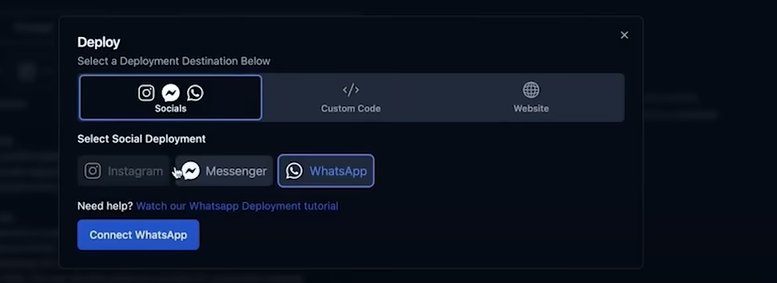 Deploy
Select a Deployment Destination Below
Socials
Custom Code
Website
Select Social Deployment
Instagram
Messenger
WhatsApp
Need help? Watch our Whatsapp Deployment tutorial
Connect WhatsApp